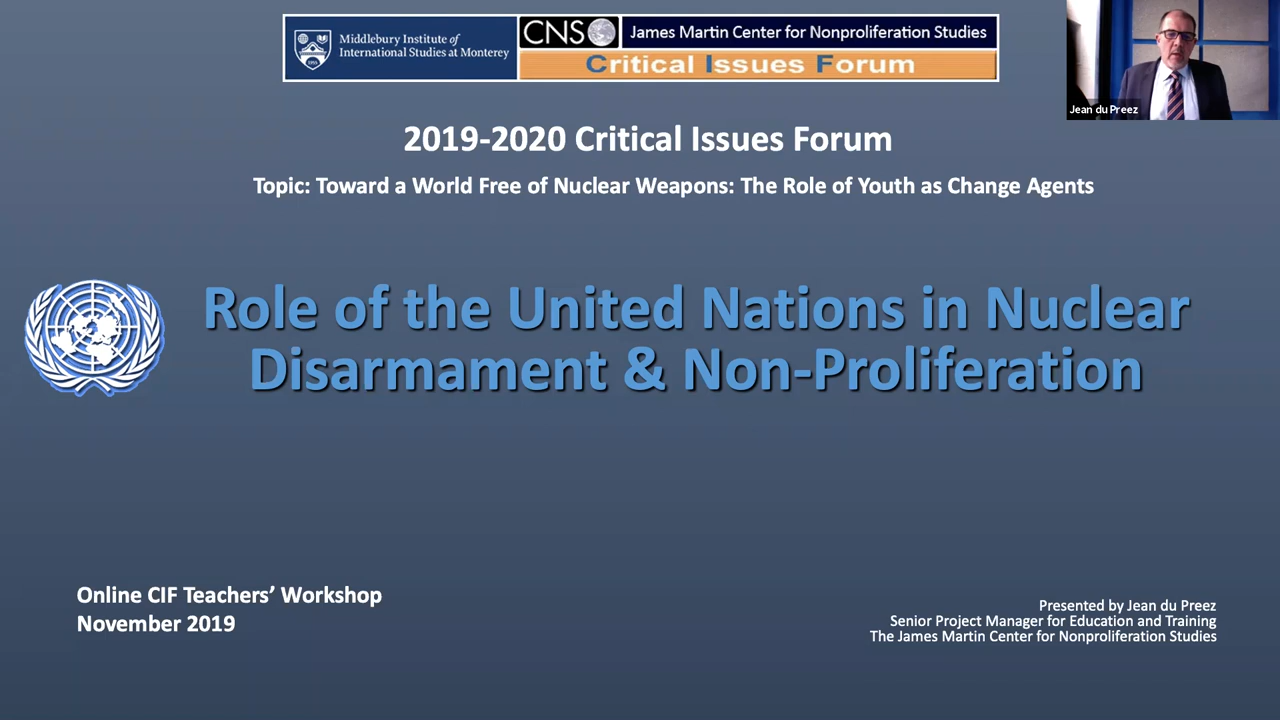 Middlebury Institute of
International Studies at Monterey
CNS
James Martin Center for Nonproliferation Studies
Critical Issues Forum
Jean du Preez
2019-2020 Critical Issues Forum
Topic: Toward a World Free of Nuclear Weapons: The Role of Youth as Change Agents
Role of the United Nations in Nuclear
Disarmament & Non-Proliferation
Online CIF Teachers’ Workshop
November 2019
Presented by Jean du Preez
Senior Project Manager for Education and Training
The James Martin Center for Nonproliferation Studies